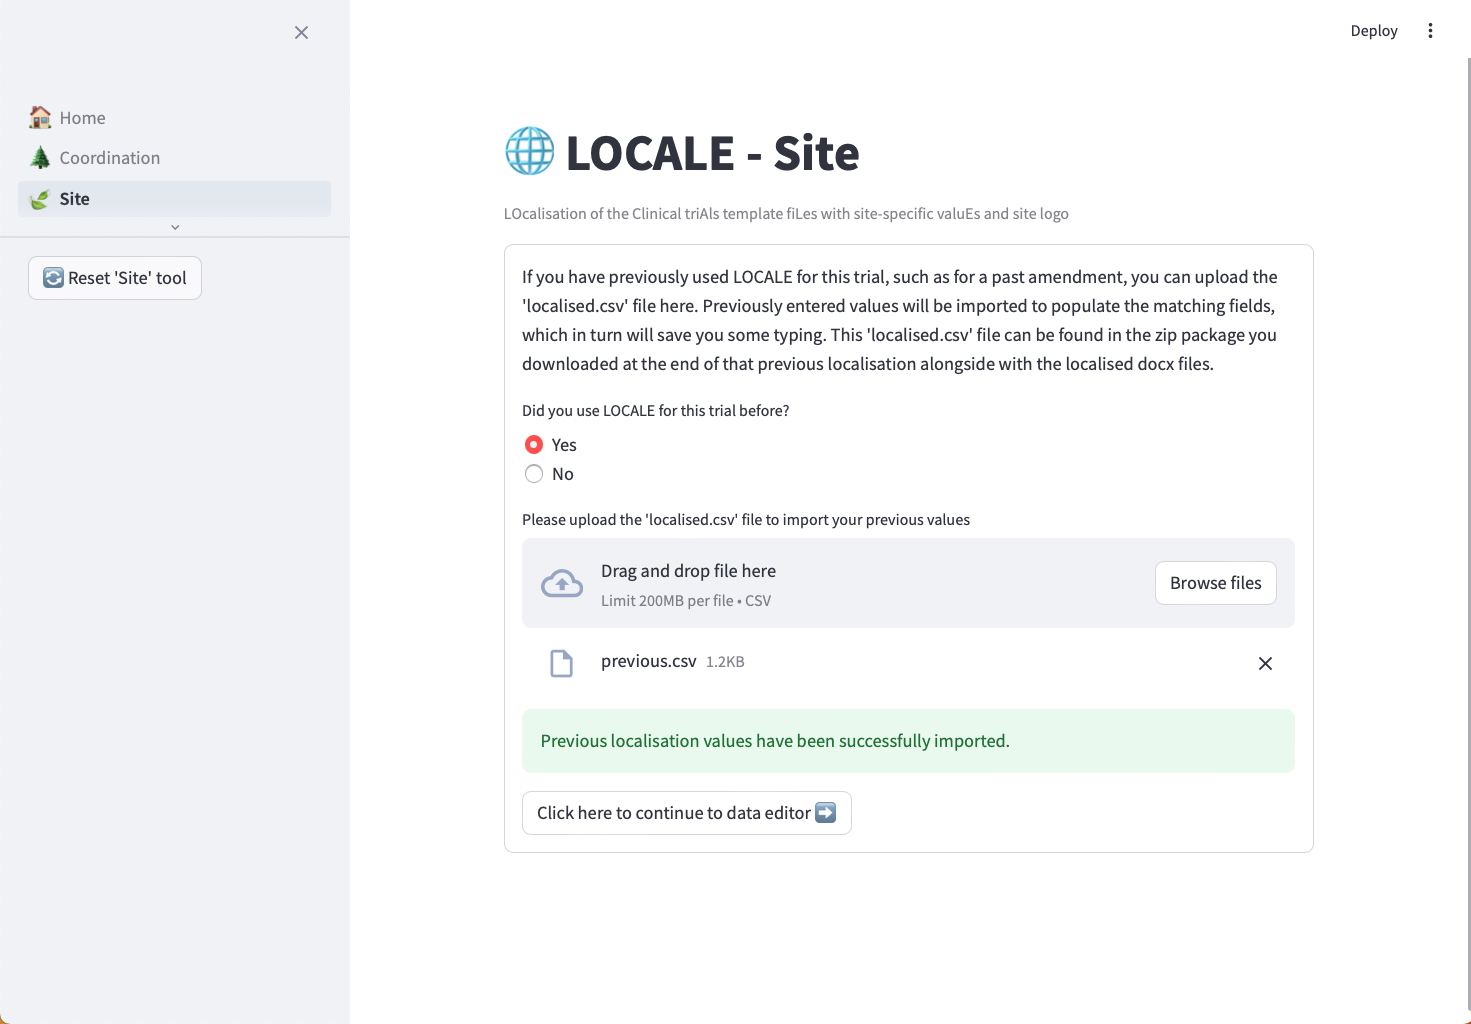 Deploy
Home
Coordination
Site
Reset 'Site' tool
LOCALE - Site
LOcalisation of the Clinical triAls template fiLes with site-specific valuEs and site logo
If you have previously used LOCALE for this trial, such as for a past amendment, you can upload the
'localised.csv' file here. Previously entered values will be imported to populate the matching fields,
which in turn will save you some typing. This 'localised.csv' file can be found in the zip package you
downloaded at the end of that previous localisation alongside with the localised docx files.
Did you use LOCALE for this trial before?
Yes
No
Please upload the 'localised.csv' file to import your previous values
Drag and drop file here
Limit 200MB per file • CSV
Browse files
previous.csv 1.2KB
Previous localisation values have been successfully imported.
Click here to continue to data editor